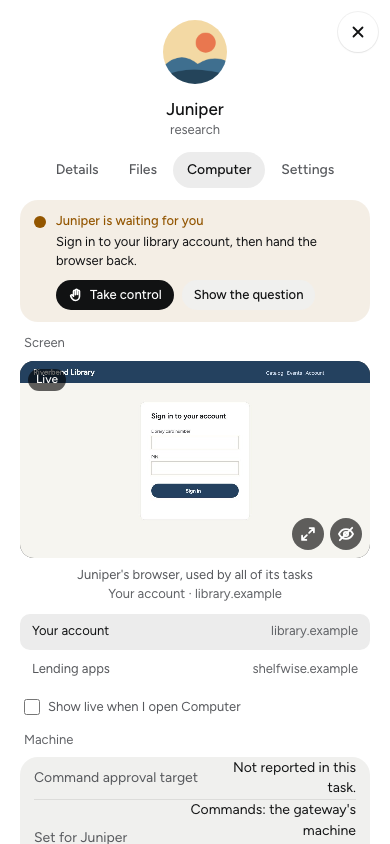 Juniper
research
Details Files Computer Settings
Juniper is waiting for you
Sign in to your library account, then hand the
browser back.
Take control Show the question
Screen
Live Library Catalog Events Account
Sign in to your account
Library card number
PIN
Sign in
Juniper's browser, used by all of its tasks
Your account · library.example
Your account library.example
Lending apps shelfwise.example
Show live when I open Computer
Machine
Command approval target Not reported in this
task.
Set for Juniper Commands: the gateway's
machine